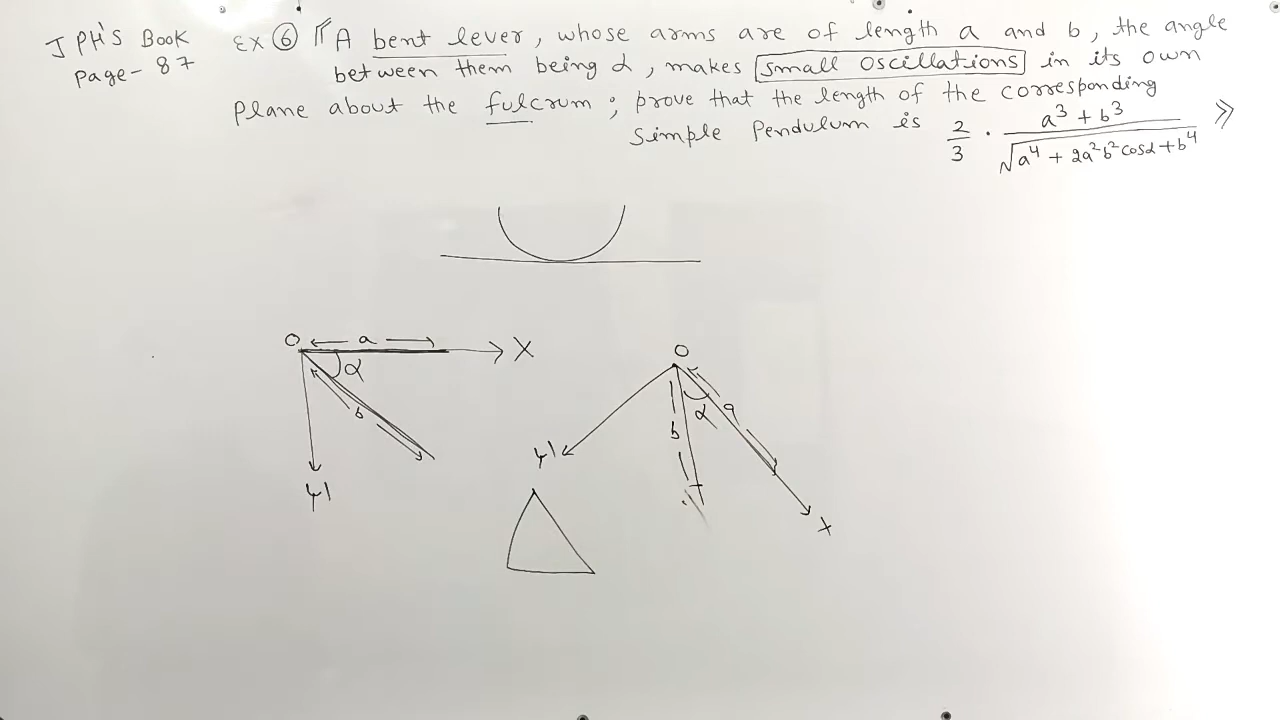 JPH'S Book
page- 87
Ex ⑥ "A bent lever, whose arms are of length a and b, the angle
between them being α, makes small oscillations in its own
plane about the fulcrum; prove that the length of the corresponding
simple pendulum is 2/3 · (a³ + b³)/√(a⁴ + 2a²b²cosα + b⁴) »
O a X
α
b
y
O
a
α
b
y
X